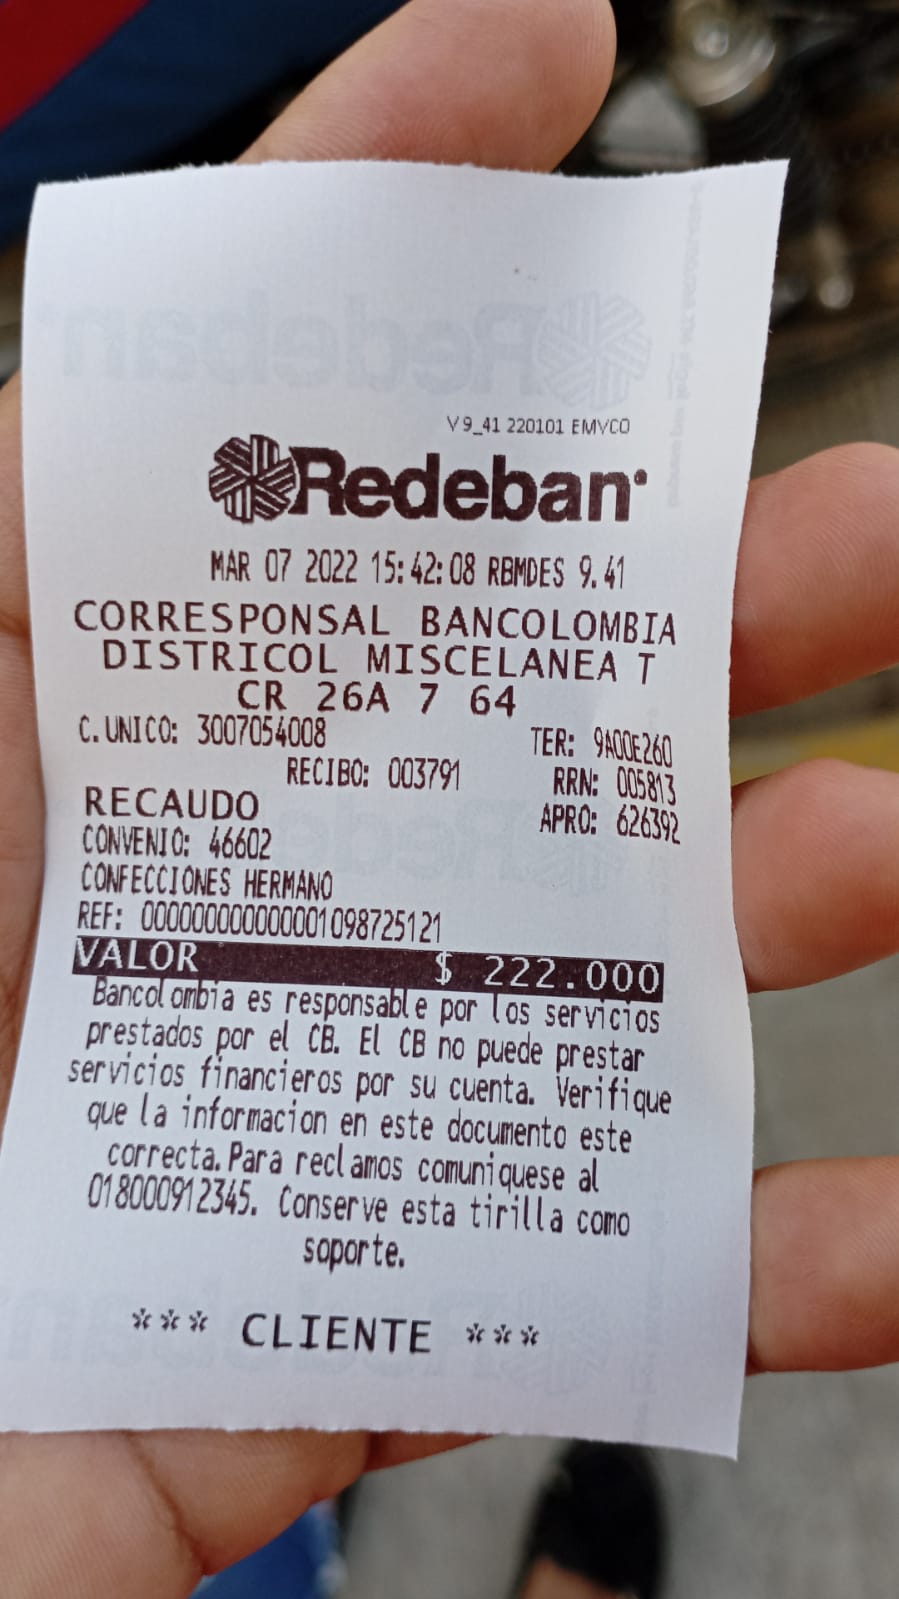 V 9_41 220101 EMVCO
Redeban
MAR 07 2022 15:42:08 RBMDES 9.41
CORRESPONSAL BANCOLOMBIA
DISTRICOL MISCELANEA T
CR 26A 7 64
C.UNICO: 3007054008 TER: 9A00E260
RECIBO: 003791 RRN: 005813
RECAUDO APRO: 626392
CONVENIO: 46602
CONFECCIONES HERMANO
REF: 00000000000001098725121
VALOR $ 222.000
Bancolombia es responsable por los servicios
prestados por el CB. El CB no puede prestar
servicios financieros por su cuenta. Verifique
que la informacion en este documento este
correcta.Para reclamos comuniquese al
018000912345. Conserve esta tirilla como
soporte.
*** CLIENTE ***